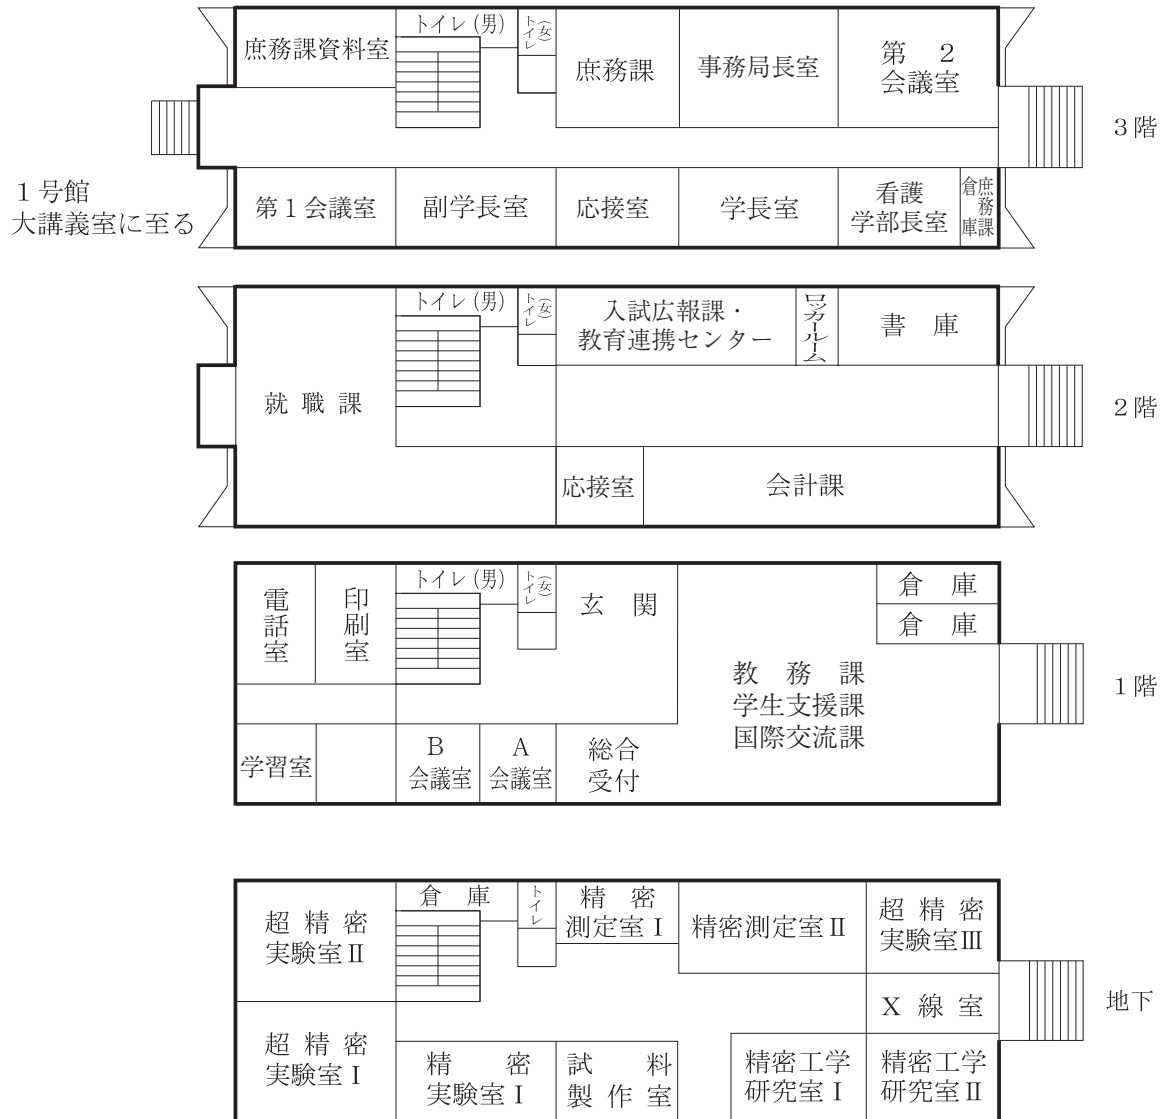 トイレ (男)
トイレ
(女)
庶務課資料室
庶務課
事務局長室
第　２
会議室
３階
１号館
大講義室に至る
第１会議室
副学長室
応接室
学長室
看護
学部長室
庶務課
倉庫
トイレ (男)
トイレ
(女)
入試広報課・
教育連携センター
ロッカールーム
書　庫
就 職 課
２階
応接室
会計課
電話室
印刷室
トイレ (男)
トイレ
(女)
玄　関
倉　庫
倉　庫
教　務　課
学生支援課
国際交流課
１階
学習室
B
会議室
A
会議室
総合
受付
超 精 密
実験室Ⅱ
倉　庫
トイレ
精　密
測定室Ⅰ
精密測定室Ⅱ
超 精 密
実験室Ⅲ
X 線 室
地下
超 精 密
実験室Ⅰ
精　　密
実験室Ⅰ
試　　料
製 作 室
精密工学
研究室Ⅰ
精密工学
研究室Ⅱ